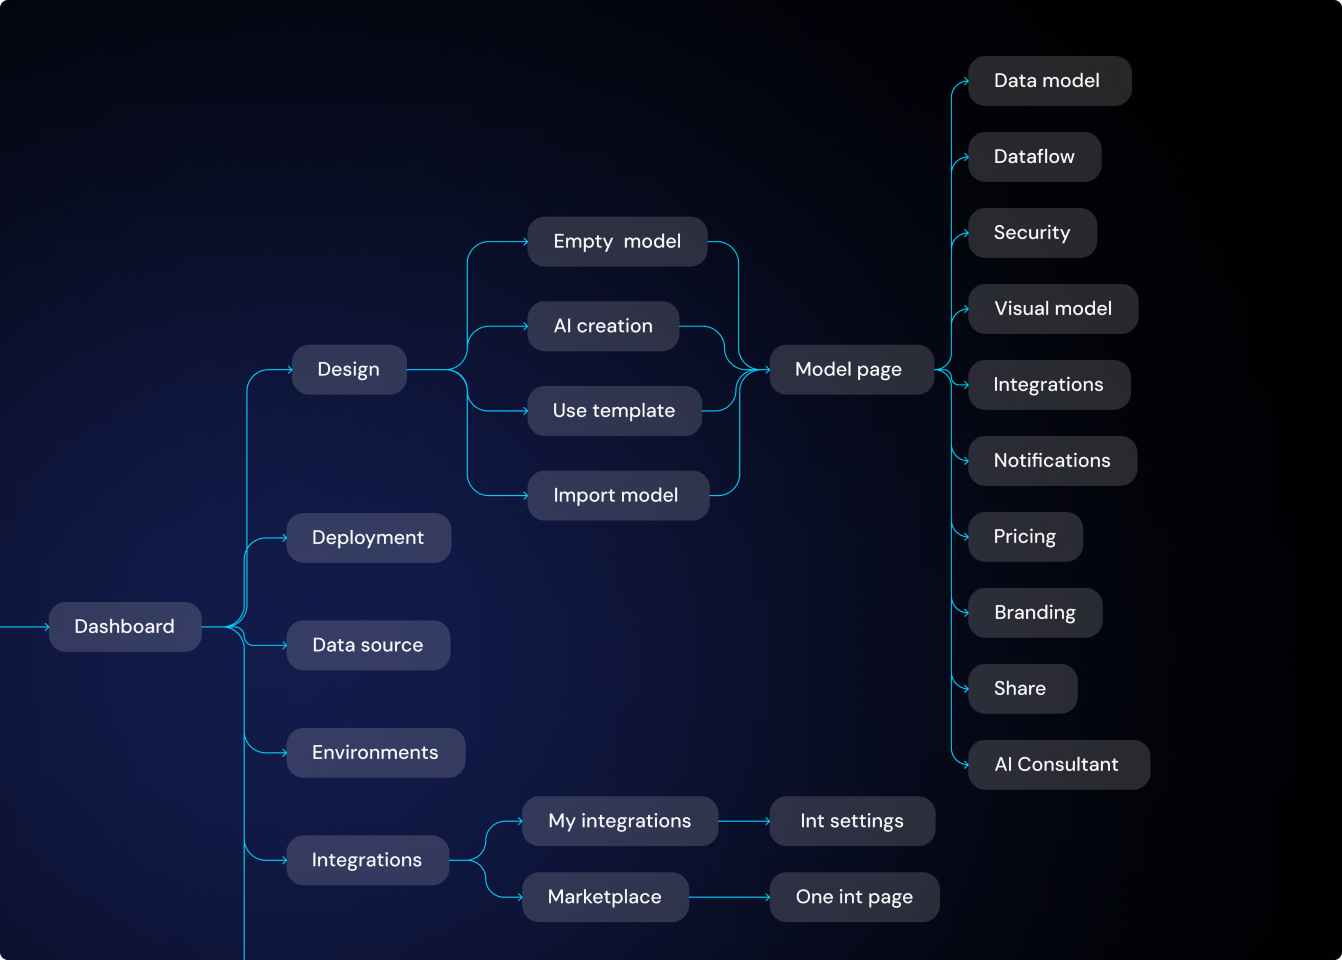 Dashboard
Design
Deployment
Data source
Environments
Integrations
Empty model
AI creation
Use template
Import model
My integrations
Marketplace
Model page
Int settings
One int page
Data model
Dataflow
Security
Visual model
Integrations
Notifications
Pricing
Branding
Share
AI Consultant